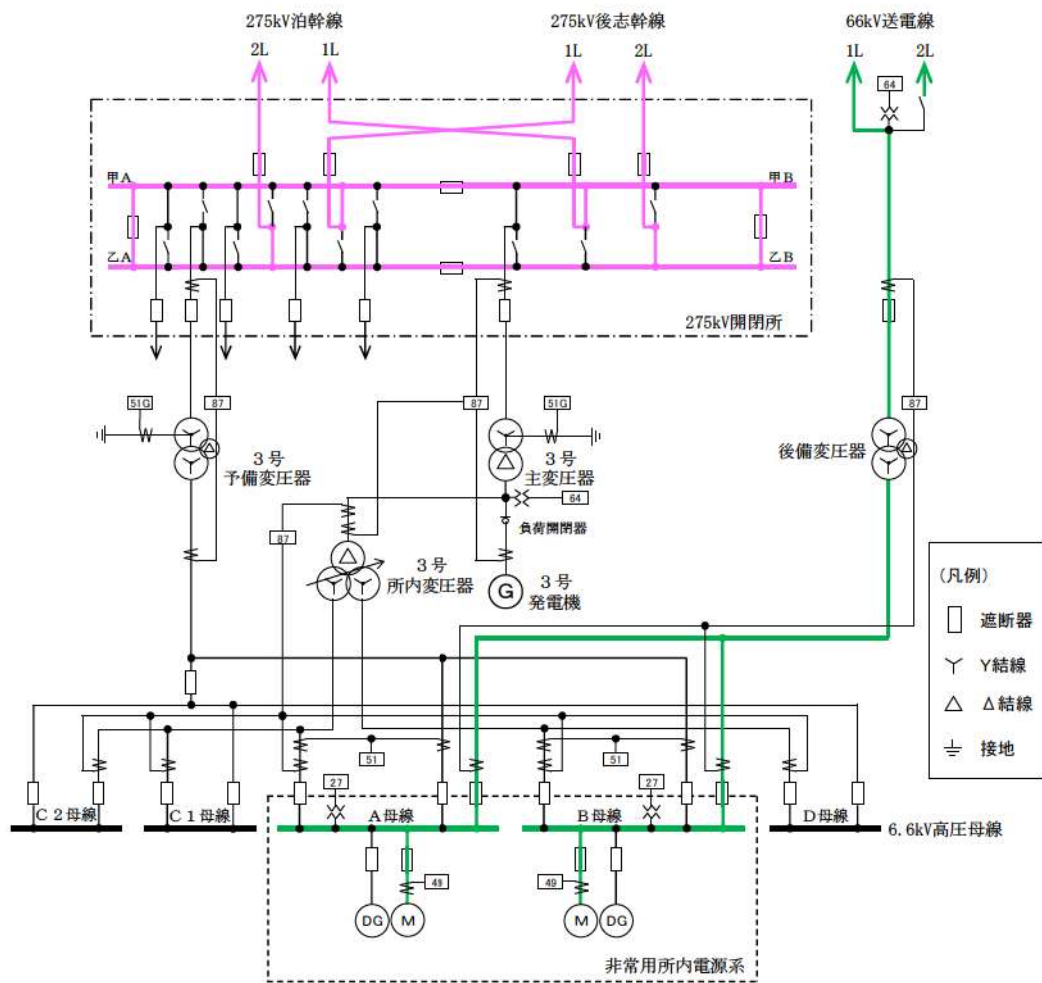 275kV泊幹線
275kV後志幹線
66kV送電線
2L
1L
1L
2L
1L
2L
64
甲A
甲B
乙A
乙B
275kV開閉所
51G
87
87
51G
87
3号
予備変圧器
3号
主変圧器
後備変圧器
64
負荷開閉器
87
3号
所内変圧器
G
3号
発電機
(凡例)
遮断器
Y結線
Δ結線
接地
51
51
27
27
C2母線
C1母線
A母線
B母線
D母線
6.6kV高圧母線
49
49
DG
M
M
DG
非常用所内電源系